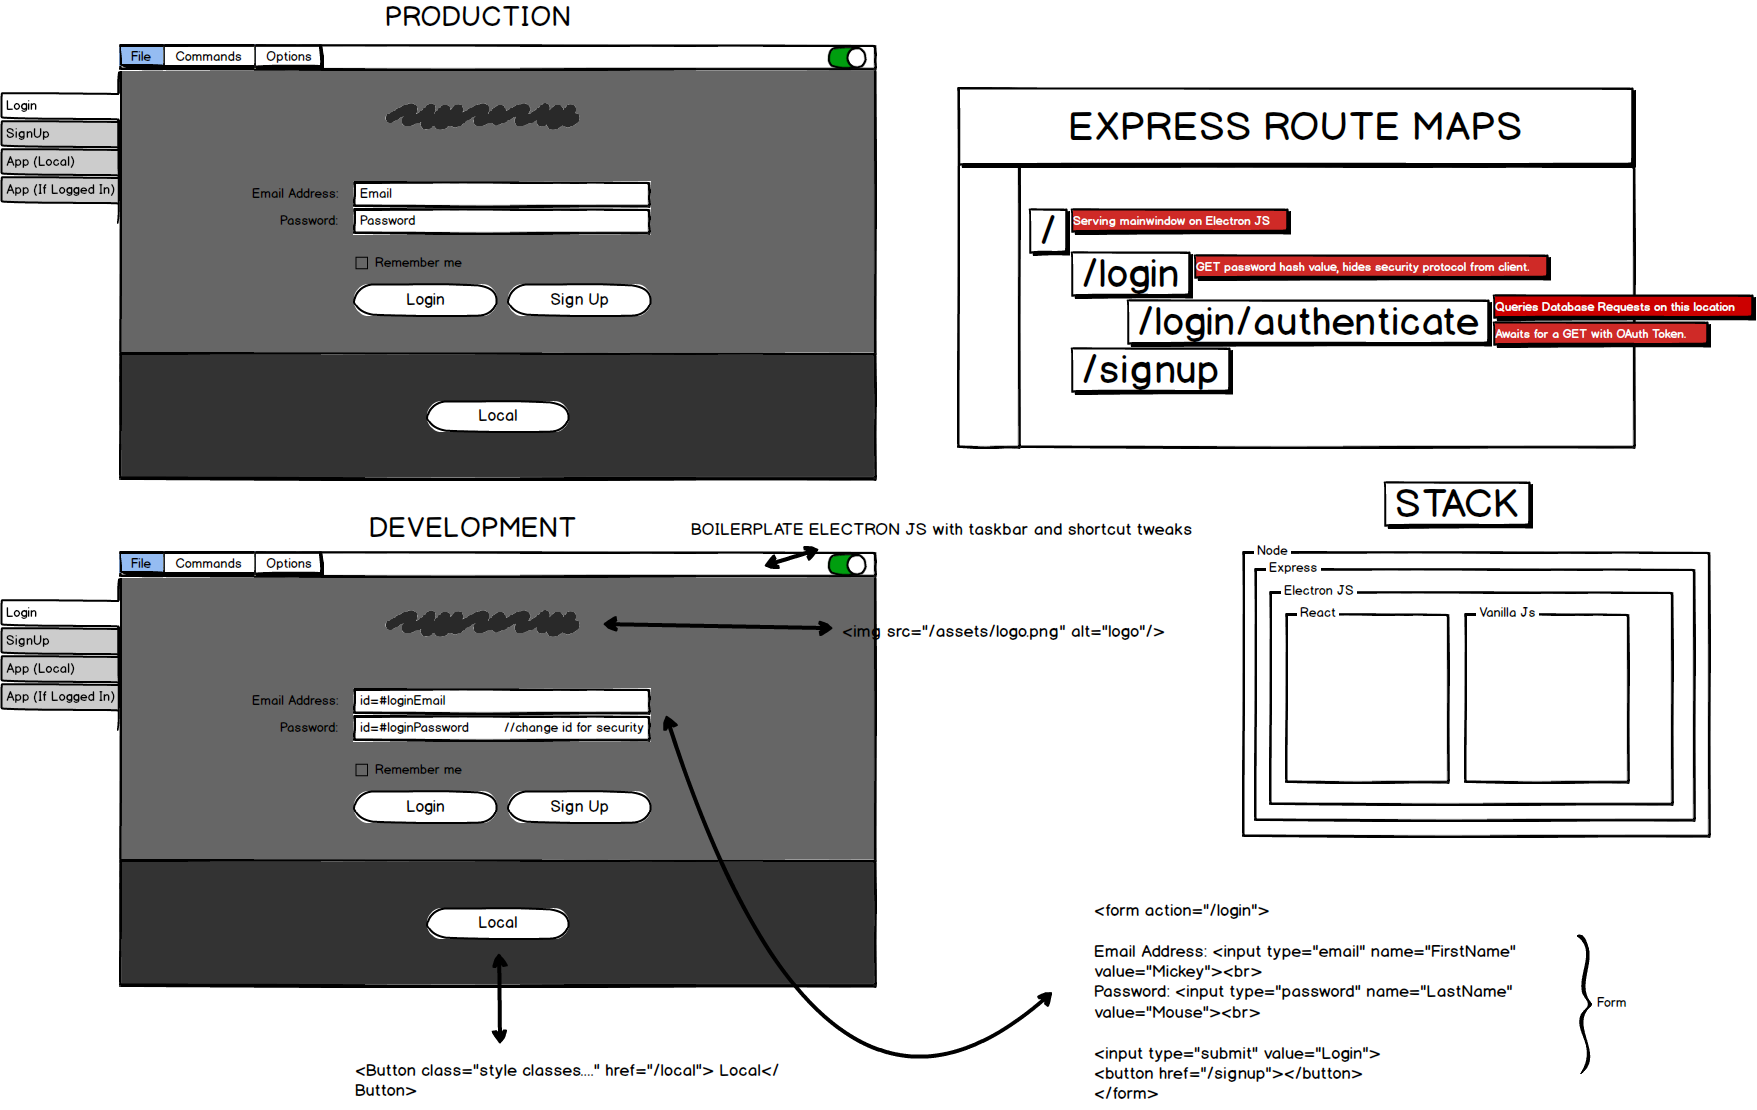 PRODUCTION
File Commands Options
Login
SignUp
App (Local)
App (If Logged In)
Email Address: Email
Password: Password
Remember me
Login Sign Up
Local
EXPRESS ROUTE MAPS
/ Serving mainwindow on Electron JS
/login GET password hash value, hides security protocol from client.
/login/authenticate Queries Database Requests on this location
Awaits for a GET with OAuth Token.
/signup
STACK
Node
Express
Electron JS
React Vanilla Js
DEVELOPMENT
BOILERPLATE ELECTRON JS with taskbar and shortcut tweaks
File Commands Options
Login
SignUp
App (Local)
App (If Logged In)
<img src="/assets/logo.png" alt="logo"/>
Email Address: id=#loginEmail
Password: id=#loginPassword //change id for security
Remember me
Login Sign Up
Local
<Button class="style classes...." href="/local"> Local</
Button>
<form action="/login">
Email Address: <input type="email" name="FirstName"
value="Mickey"><br>
Password: <input type="password" name="LastName"
value="Mouse"><br>
<input type="submit" value="Login">
<button href="/signup"></button>
</form>
Form